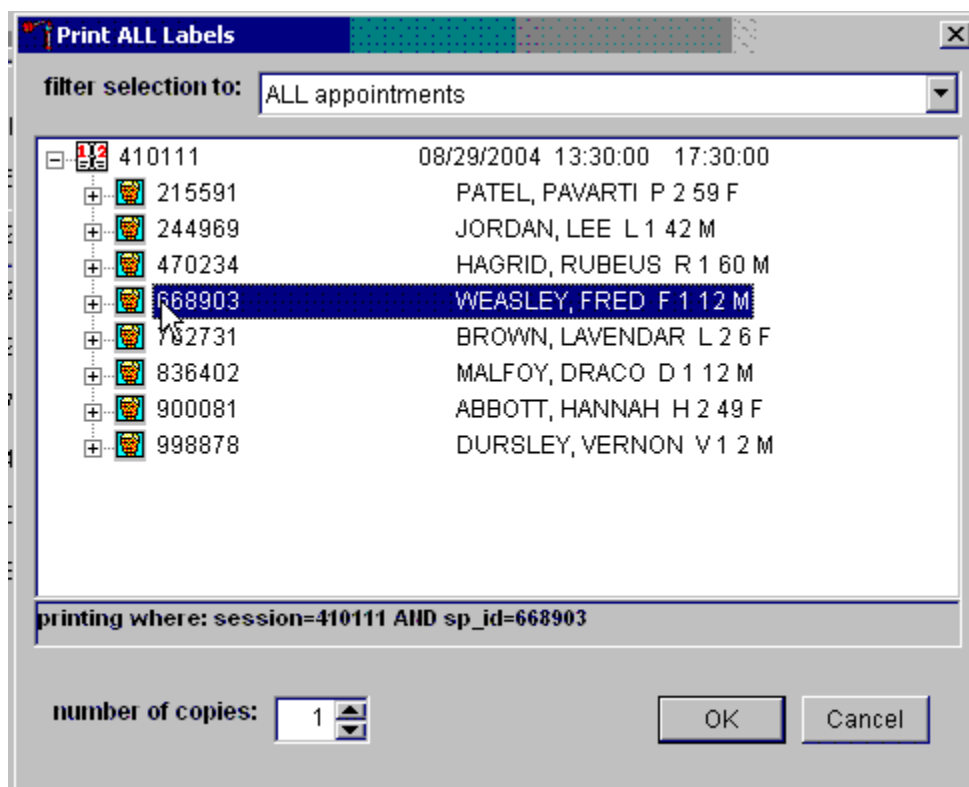 Print ALL Labels
filter selection to: ALL appointments
410111 08/29/2004 13:30:00 17:30:00
215591 PATEL, PAVARTI P 2 59 F
244969 JORDAN, LEE L 1 42 M
470234 HAGRID, RUBEUS R 1 60 M
668903 WEASLEY, FRED F 1 12 M
BROWN, LAVENDAR L 2 6 F
836402 MALFOY, DRACO D 1 12 M
900081 ABBOTT, HANNAH H 2 49 F
998878 DURSLEY, VERNON V 1 2 M
printing where: session=410111 AND sp_id=668903
number of copies: 1 OK Cancel